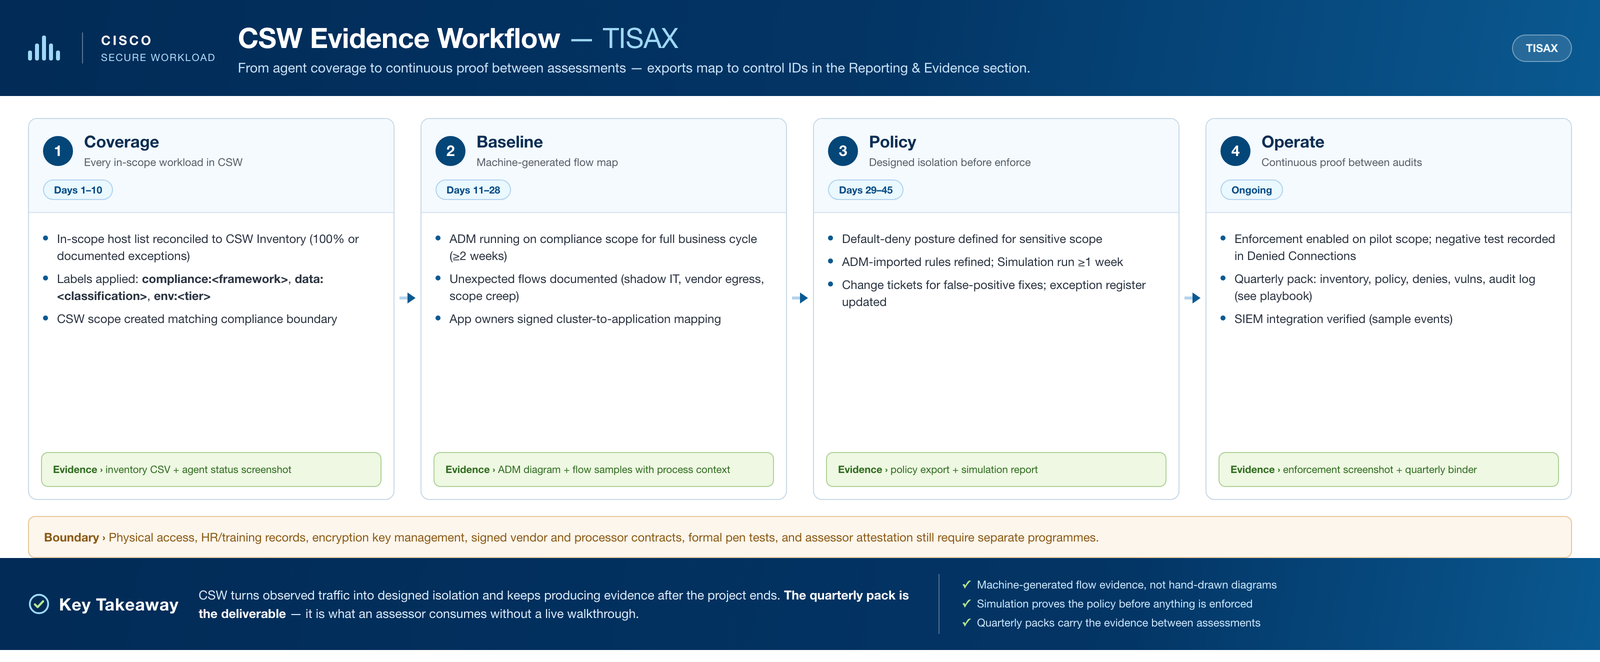 CISCO
SECURE WORKLOAD
CSW Evidence Workflow — TISAX
From agent coverage to continuous proof between assessments — exports map to control IDs in the Reporting & Evidence section.
TISAX
1
Coverage
Every in-scope workload in CSW
Days 1–10
• In-scope host list reconciled to CSW Inventory (100% or
documented exceptions)
• Labels applied: compliance:<framework>, data:
<classification>, env:<tier>
• CSW scope created matching compliance boundary
Evidence › inventory CSV + agent status screenshot
2
Baseline
Machine-generated flow map
Days 11–28
• ADM running on compliance scope for full business cycle
(≥2 weeks)
• Unexpected flows documented (shadow IT, vendor egress,
scope creep)
• App owners signed cluster-to-application mapping
Evidence › ADM diagram + flow samples with process context
3
Policy
Designed isolation before enforce
Days 29–45
• Default-deny posture defined for sensitive scope
• ADM-imported rules refined; Simulation run ≥1 week
• Change tickets for false-positive fixes; exception register
updated
Evidence › policy export + simulation report
4
Operate
Continuous proof between audits
Ongoing
• Enforcement enabled on pilot scope; negative test recorded
in Denied Connections
• Quarterly pack: inventory, policy, denies, vulns, audit log
(see playbook)
• SIEM integration verified (sample events)
Evidence › enforcement screenshot + quarterly binder
Boundary › Physical access, HR/training records, encryption key management, signed vendor and processor contracts, formal pen tests, and assessor attestation still require separate programmes.
Key Takeaway
CSW turns observed traffic into designed isolation and keeps producing evidence after the project ends. The quarterly pack is
the deliverable — it is what an assessor consumes without a live walkthrough.
✓ Machine-generated flow evidence, not hand-drawn diagrams
✓ Simulation proves the policy before anything is enforced
✓ Quarterly packs carry the evidence between assessments